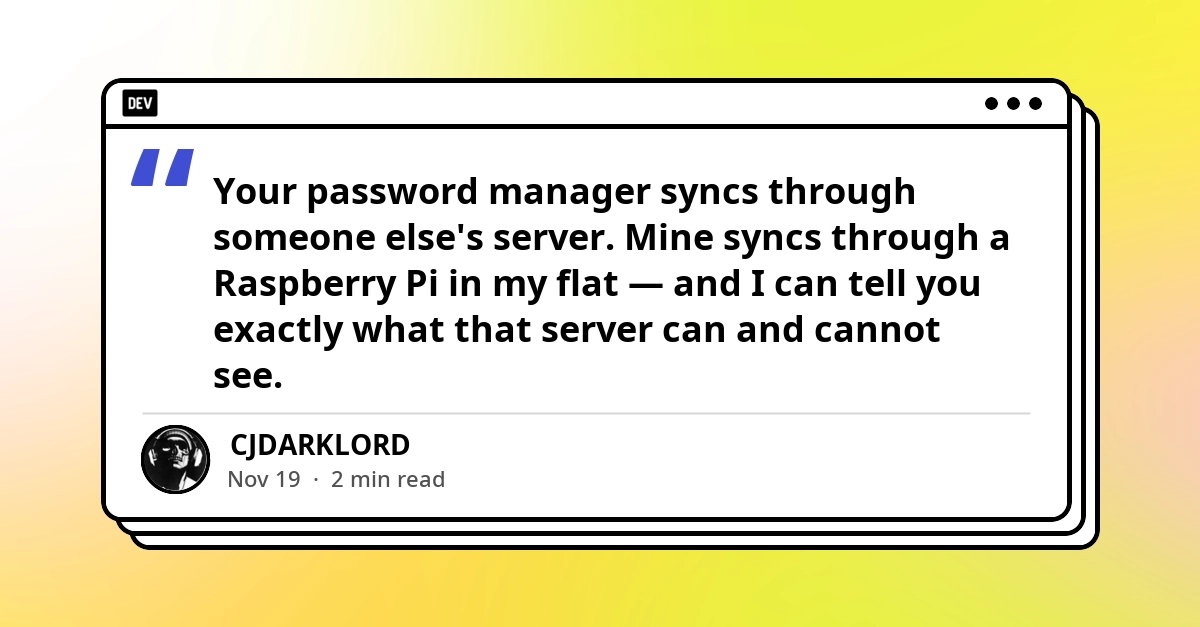 DEV
“ Your password manager syncs through
someone else's server. Mine syncs through a
Raspberry Pi in my flat — and I can tell you
exactly what that server can and cannot
see.
CJDARKLORD
Nov 19 · 2 min read